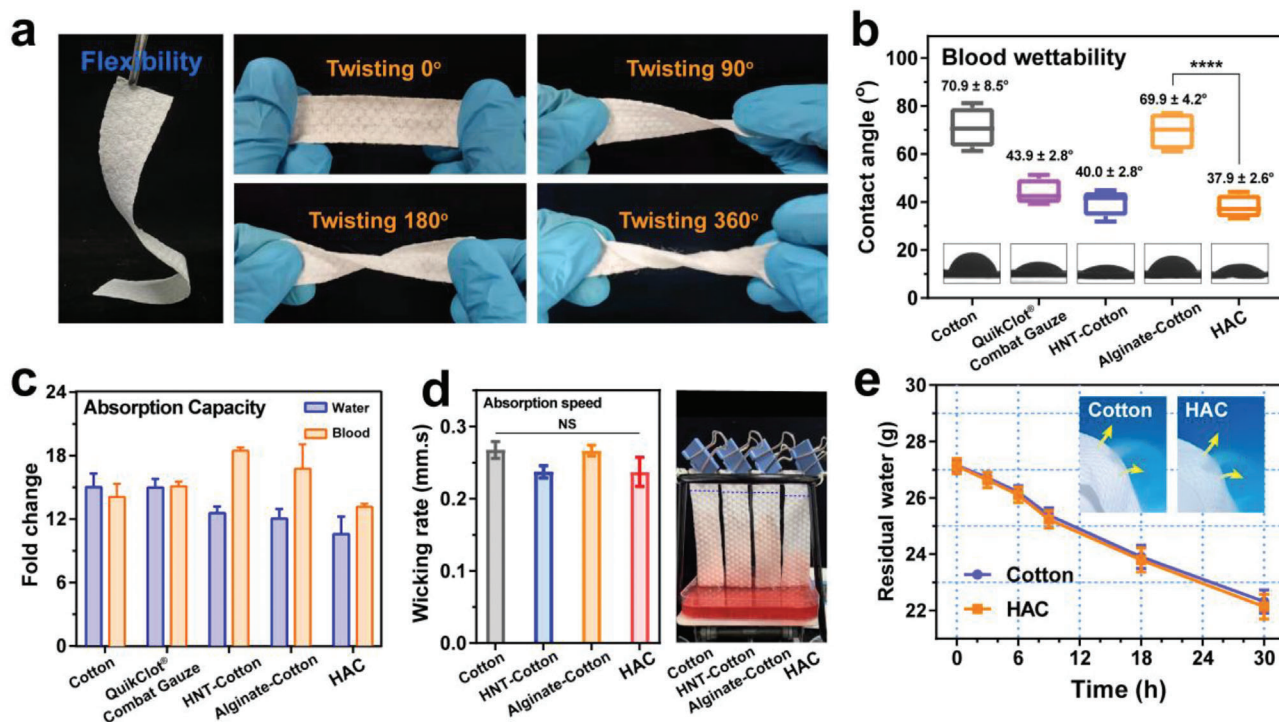 a
Flexibility
Twisting 0°
Twisting 90°
Twisting 180°
Twisting 360°
b
Blood wettability
Contact angle (°)
100
80
60
40
20
0
70.9 ± 8.5°
43.9 ± 2.8°
40.0 ± 2.8°
69.9 ± 4.2°
****
37.9 ± 2.6°
Cotton
QuikClot®
Combat Gauze
HNT-Cotton
Alginate-Cotton
HAC
c
Absorption Capacity
Water
Blood
Fold change
24
18
12
6
0
Cotton
QuikClot®
Combat Gauze
HNT-Cotton
Alginate-Cotton
HAC
d
Absorption speed
NS
Wicking rate (mm.s)
0.3
0.2
0.1
0.0
Cotton
HNT-Cotton
Alginate-Cotton
HAC
Cotton
HNT-Cotton
Alginate-Cotton
HAC
e
Residual water (g)
30
28
26
24
22
Cotton
HAC
Cotton
HAC
0
6
12
18
24
30
Time (h)